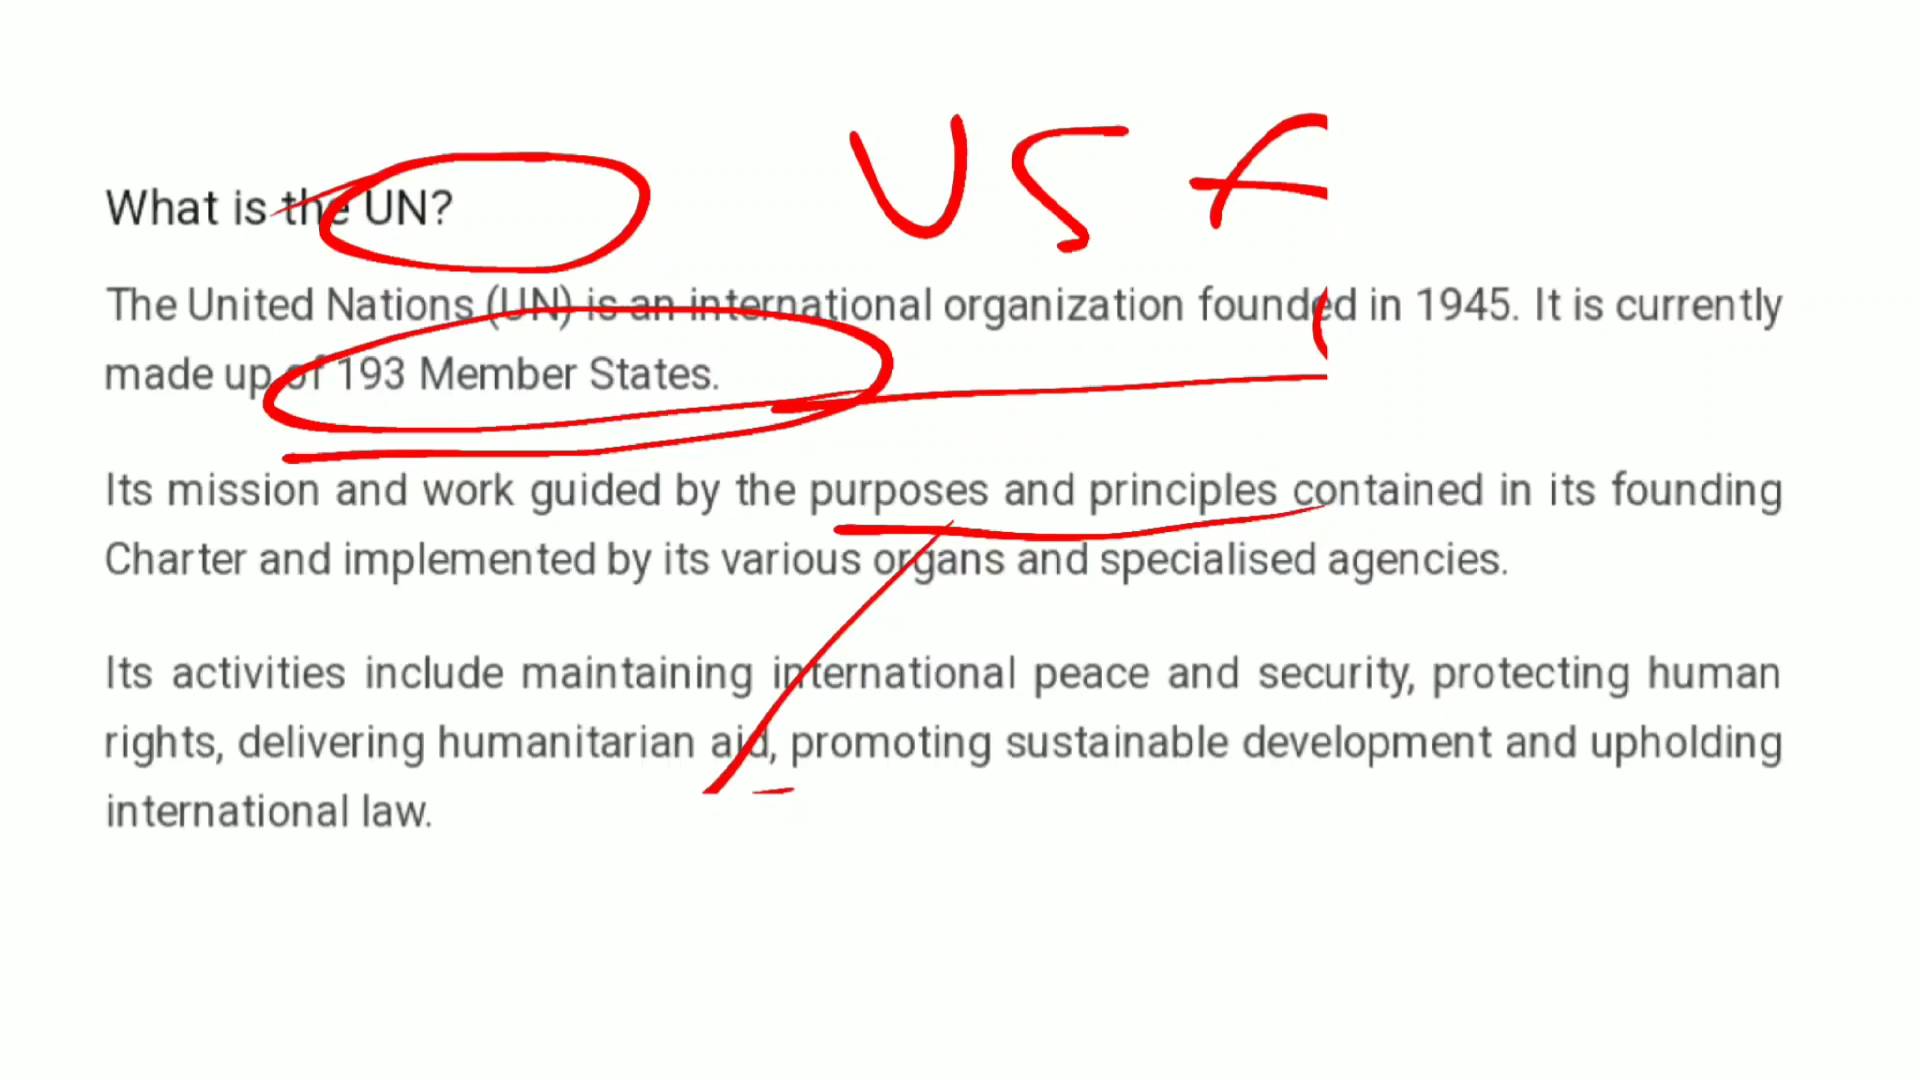 US
What is the UN?
The United Nations (UN) is an international organization founded in 1945. It is currently
made up of 193 Member States.
Its mission and work guided by the purposes and principles contained in its founding
Charter and implemented by its various organs and specialised agencies.
Its activities include maintaining international peace and security, protecting human
rights, delivering humanitarian aid, promoting sustainable development and upholding
international law.